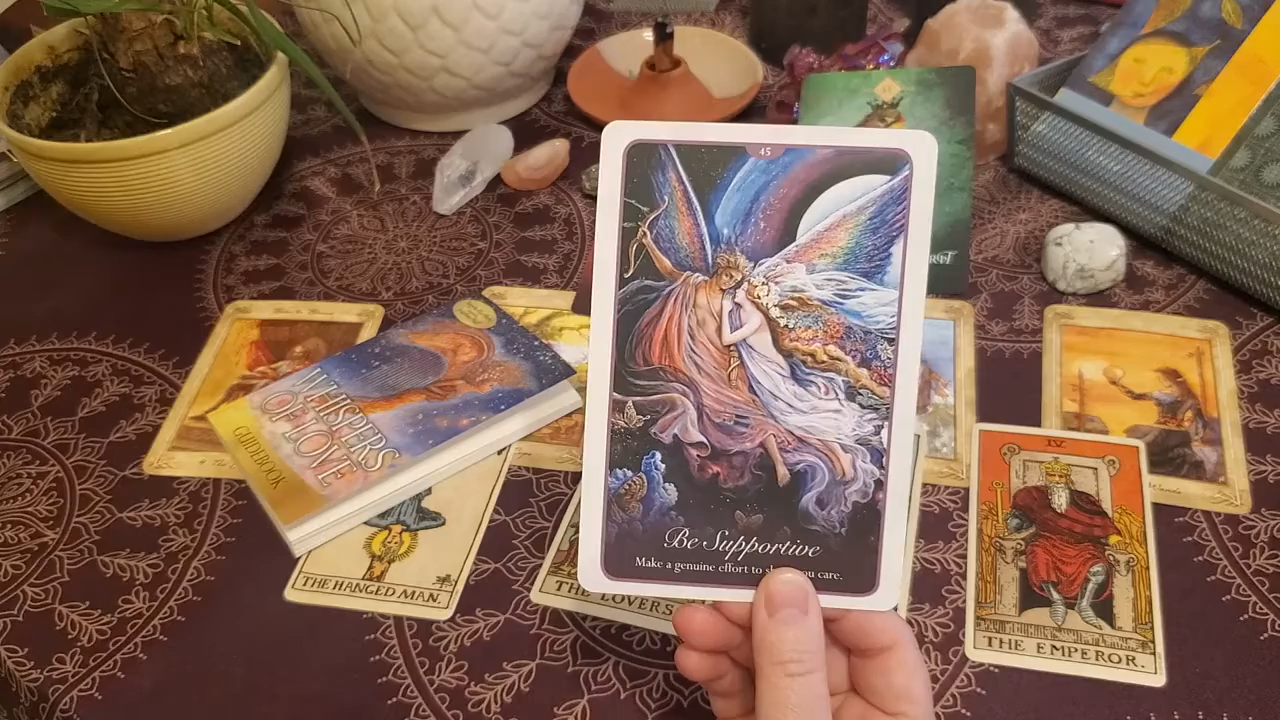 45
Be Supportive
Make a genuine effort to you care.
WHISPERS
OF LOVE
GUIDEBOOK
THE HANGED MAN.
THE LOVERS
IV.
THE EMPEROR.